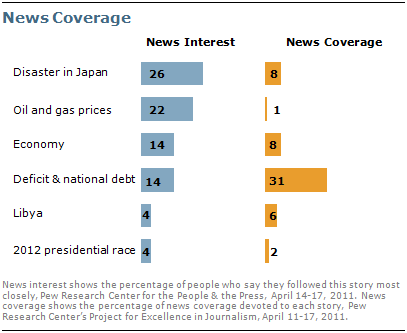 News Coverage
News Interest News Coverage
Disaster in Japan 26 8
Oil and gas prices 22 1
Economy 14 8
Deficit & national debt 14 31
Libya 4 6
2012 presidential race 4 2
News interest shows the percentage of people who say they followed this story most
closely, Pew Research Center for the People & the Press, April 14-17, 2011. News
coverage shows the percentage of news coverage devoted to each story, Pew
Research Center's Project for Excellence in Journalism, April 11-17, 2011.